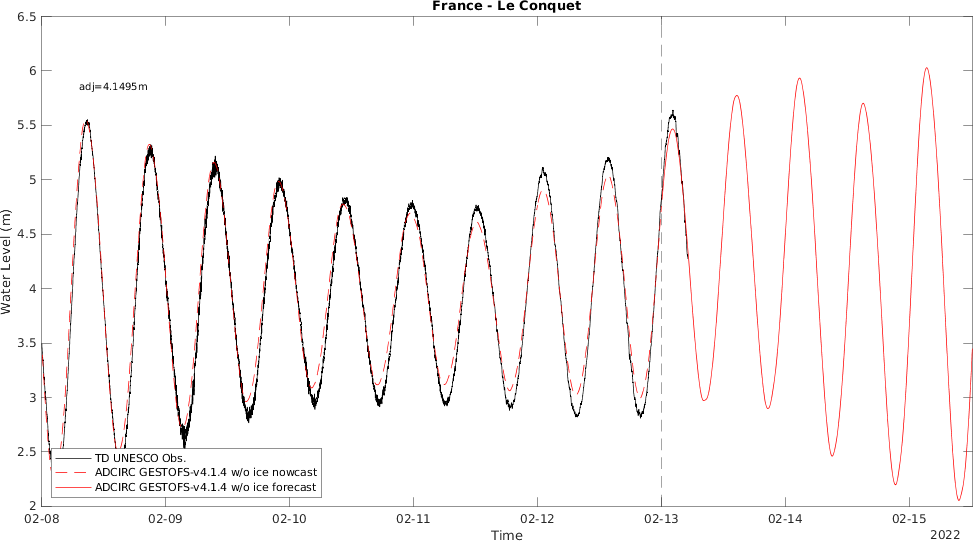 France - Le Conquet
6.5
6
5.5
5
4.5
4
3.5
3
2.5
2
Water Level (m)
adj=4.1495m
TD UNESCO Obs.
ADCIRC GESTOFS-v4.1.4 w/o ice nowcast
ADCIRC GESTOFS-v4.1.4 w/o ice forecast
02-08 02-09 02-10 02-11 02-12 02-13 02-14 02-15
Time
2022